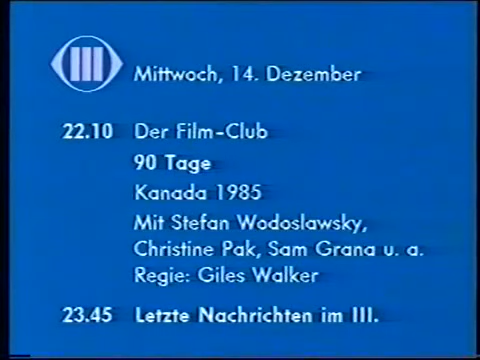 III
Mittwoch, 14. Dezember
22.10 Der Film-Club
90 Tage
Kanada 1985
Mit Stefan Wodoslawsky,
Christine Pak, Sam Grana u. a.
Regie: Giles Walker
23.45 Letzte Nachrichten im III.